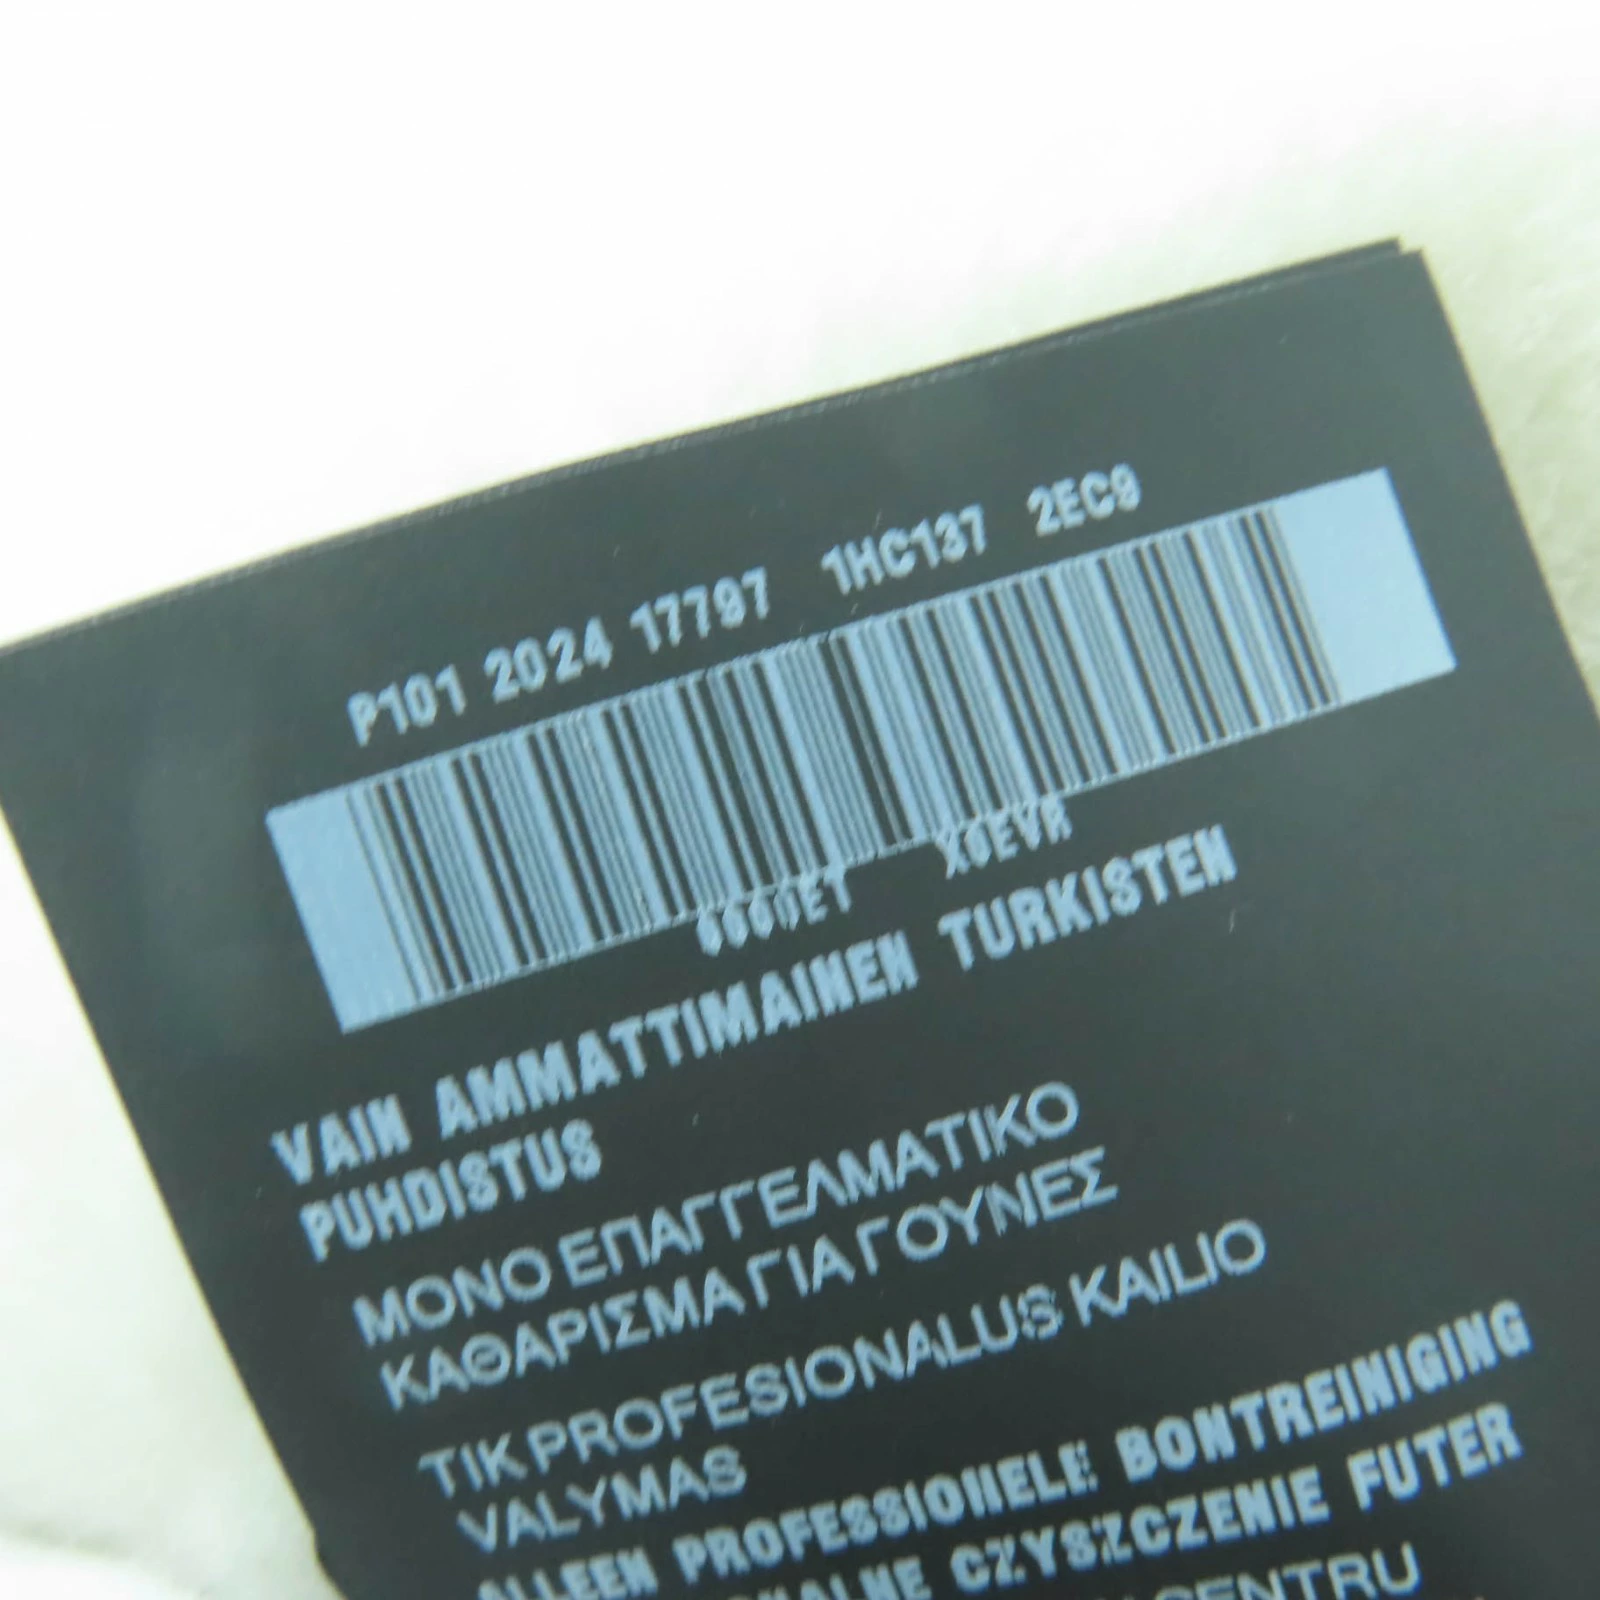 P101 2024 17797 1HC137 2EC9
VAIN AMMATTIMAINEN TURKISTEN
PUHDISTUS
ΜΟΝΟ ΕΠΑΓΓΕΛΜΑΤΙΚΟ
ΚΑΘΑΡΙΣΜΑ ΓΙΑ ΓΟΥΝΕΣ
TIK PROFESIONALUS KAILIO
VALYMAS
ALLEEN PROFESSIONELE BONTREINIGING
CZYSZCZENIE FUTER